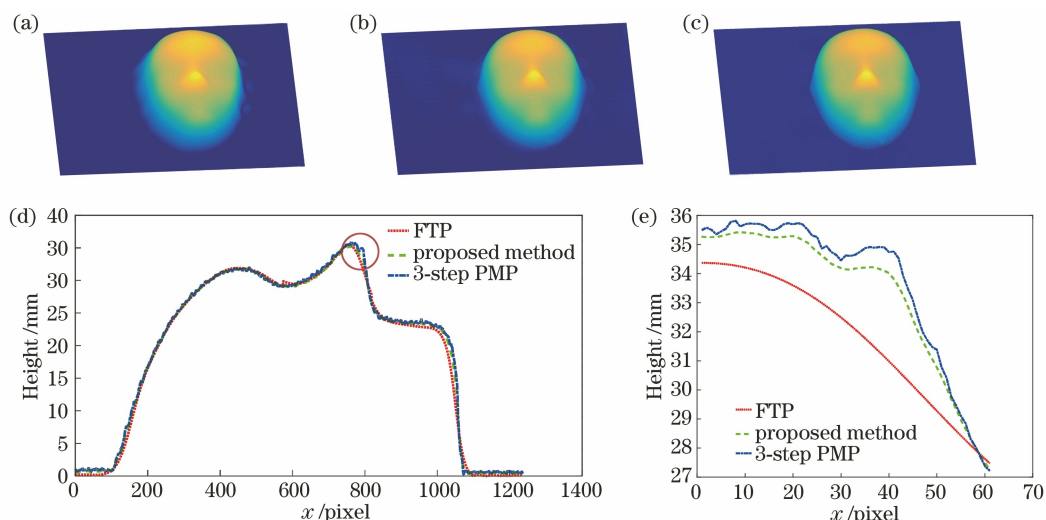 (a)
(b)
(c)
(d)
40
30
30
25
20
15
10
5
0
Height /mm
FTP
proposed method
3-step PMP
0 200 400 600 800 1000 1200 1400
x /pixel
(e)
36
35
34
34
32
31
30
29
28
27
Height /mm
FTP
proposed method
3-step PMP
0 10 20 30 40 50 60 70
x /pixel